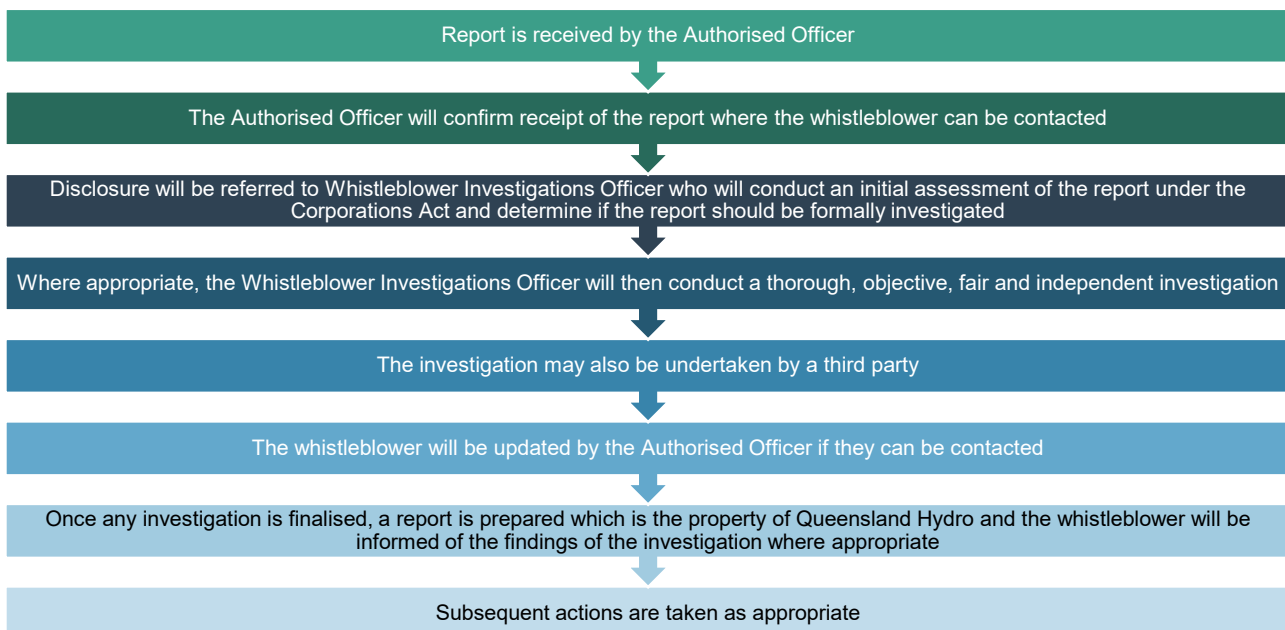 Report is received by the Authorised Officer
The Authorised Officer will confirm receipt of the report where the whistleblower can be contacted
Disclosure will be referred to Whistleblower Investigations Officer who will conduct an initial assessment of the report under the
Corporations Act and determine if the report should be formally investigated
Where appropriate, the Whistleblower Investigations Officer will then conduct a thorough, objective, fair and independent investigation
The investigation may also be undertaken by a third party
The whistleblower will be updated by the Authorised Officer if they can be contacted
Once any investigation is finalised, a report is prepared which is the property of Queensland Hydro and the whistleblower will be
informed of the findings of the investigation where appropriate
Subsequent actions are taken as appropriate